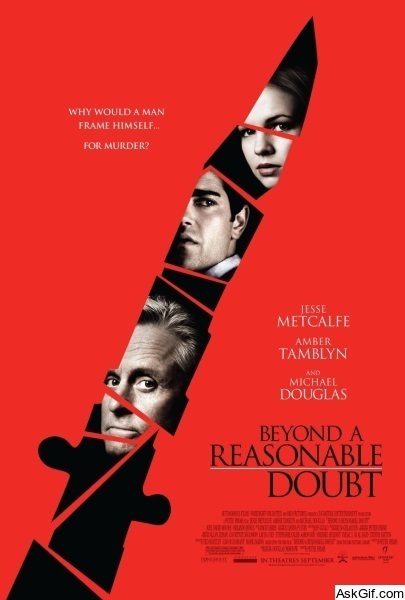 WHY WOULD A MAN
FRAME HIMSELF...
FOR MURDER?
JESSE
METCALFE
AMBER
TAMBLYN
AND
MICHAEL
DOUGLAS
BEYOND A
REASONABLE
DOUBT
IN THEATRES SEPTEMBER
AskGif.com